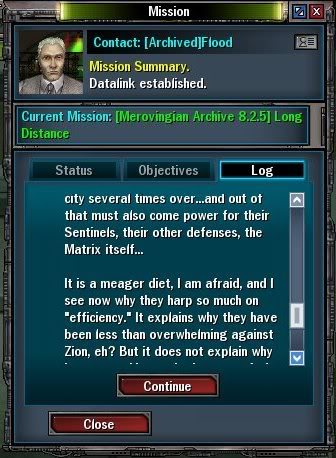 Mission
Contact: [Archived]Flood
Mission Summary.
Datalink established.
Current Mission: [Merovingian Archive 8.2.5] Long
Distance
Status
Objectives
Log
city several times over...and out of
that must also come power for their
Sentinels, their other defenses, the
Matrix itself...
It is a meager diet, I am afraid, and I
see now why they harp so much on
"efficiency." It explains why they have
been less than overwhelming against
Zion, eh? But it does not explain why
Continue
Close